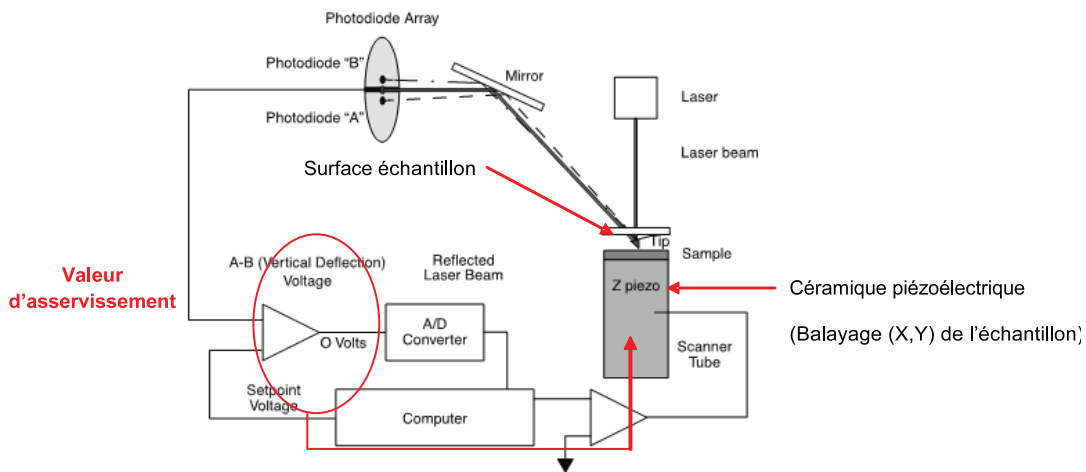 Photodiode Array
Photodiode "B"
Mirror
Photodiode "A"
Laser
Laser beam
Surface échantillon
Tip
Sample
Valeur
d'asservissement
A-B (Vertical Deflection)
Voltage
Reflected
Laser Beam
Z piezo
Céramique piézoélectrique
(Balayage (X,Y) de l'échantillon)
A/D
Converter
O Volts
Scanner
Tube
Setpoint
Voltage
Computer